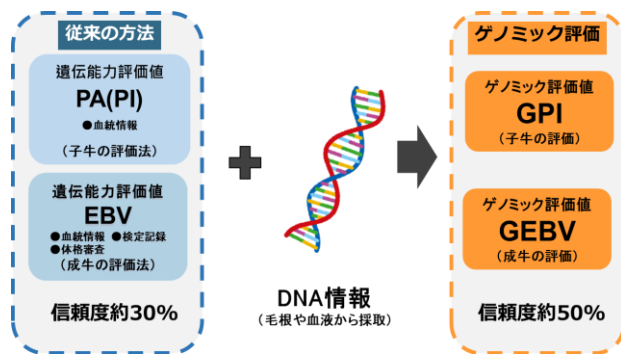 従来の方法
遺伝能力評価値
PA(PI)
●血統情報
(子牛の評価法)
遺伝能力評価値
EBV
●血統情報 ●検定記録
●体格審査
(成牛の評価法)
信頼度約30%
DNA情報
(毛根や血液から採取)
ゲノミック評価
ゲノミック評価値
GPI
(子牛の評価)
ゲノミック評価値
GEBV
(成牛の評価)
信頼度約50%